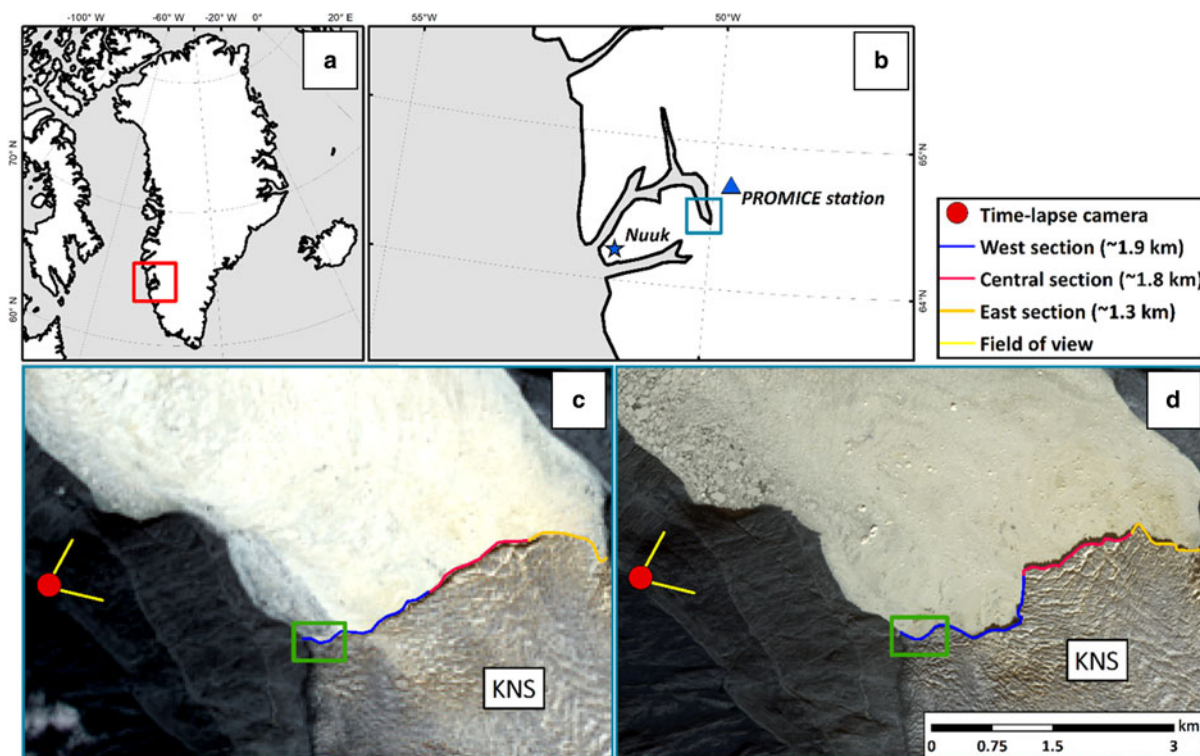 -100° W -60° W 0° 20° E
55°W 50°W
a
b
70° N
60° N
65°N
64°N
PROMICE station
Nuuk
Time-lapse camera
West section (~1.9 km)
Central section (~1.8 km)
East section (~1.3 km)
Field of view
c
d
KNS
KNS
km
0 0.75 1.5 3